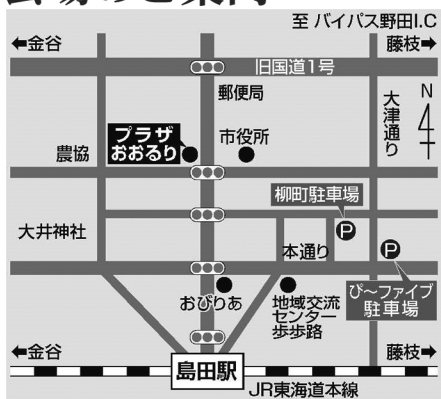 会場のご案内
至 バイパス野田I.C
⬅金谷
藤枝➡
旧国道1号
郵便局
N
大津通り
プラザ
おおるり
市役所
農協
柳町駐車場
P
大井神社
本通り
P
おびりあ
地域交流
センター
歩歩路
ぴ〜ファイブ
駐車場
⬅金谷
藤枝➡
島田駅
JR東海道本線